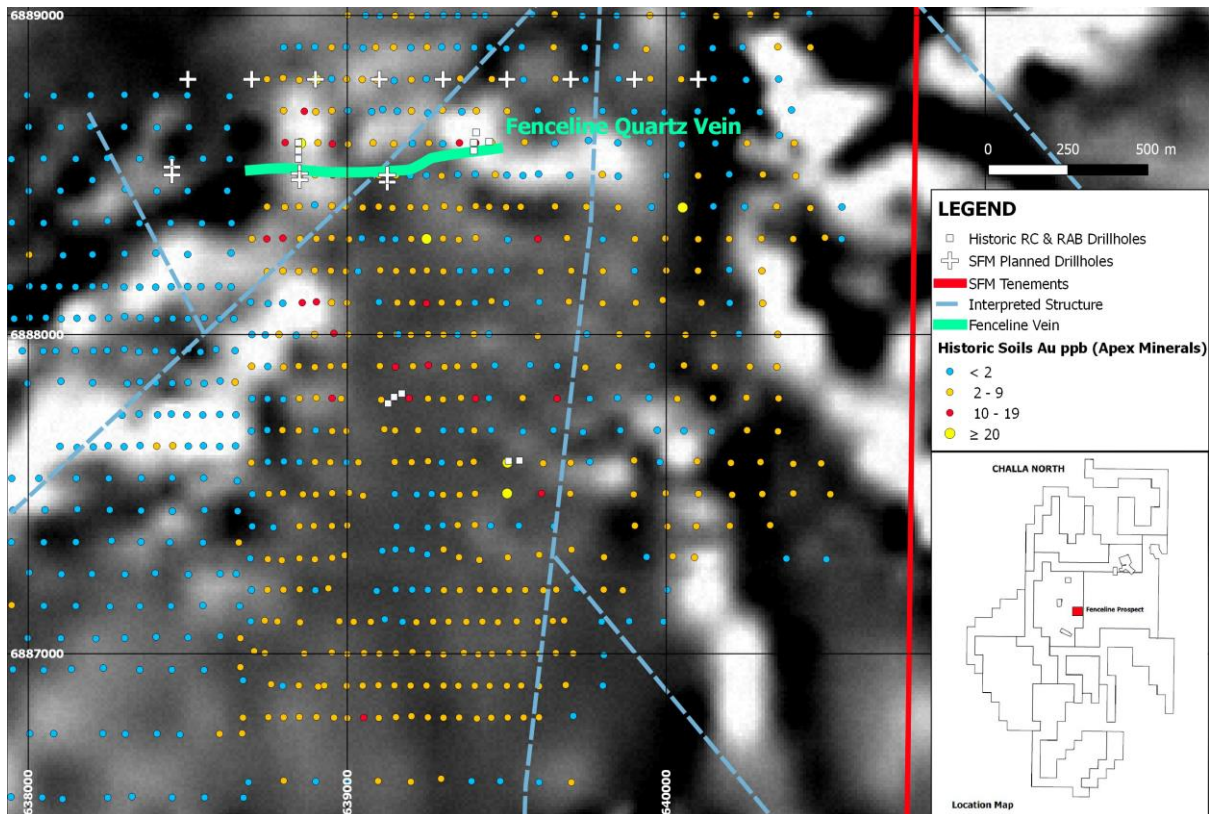 6889000
Fenceline Quartz Vein
0 250 500 m
LEGEND
Historic RC & RAB Drillholes
SFM Planned Drillholes
SFM Tenements
Interpreted Structure
Fenceline Vein
Historic Soils Au ppb (Apex Minerals)
< 2
2 - 9
10 - 19
≥ 20
6888000
CHALLA NORTH
Fenceline Prospect
6887000
638000
639000
640000
Location Map